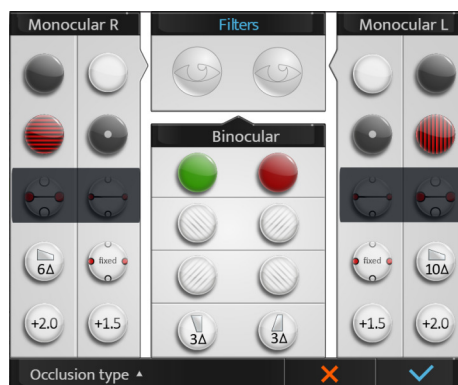 Monocular R
Filters
Monocular L
Binocular
6Δ
fixed
fixed
10Δ
+2.0
+1.5
3Δ
3Δ
+1.5
+2.0
Occlusion type